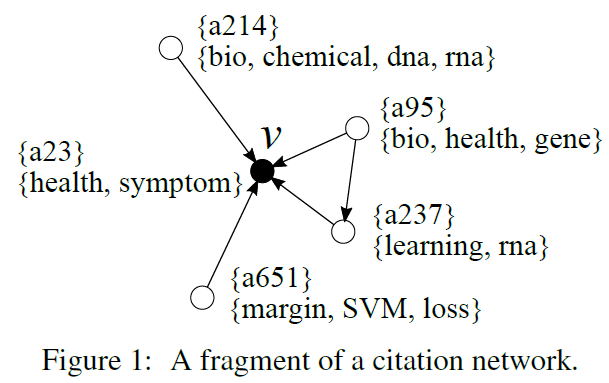 {a214}
{bio, chemical, dna, rna}
{a95}
{bio, health, gene}
v
{a23}
{health, symptom}
{a237}
{learning, rna}
{a651}
{margin, SVM, loss}
Figure 1: A fragment of a citation network.